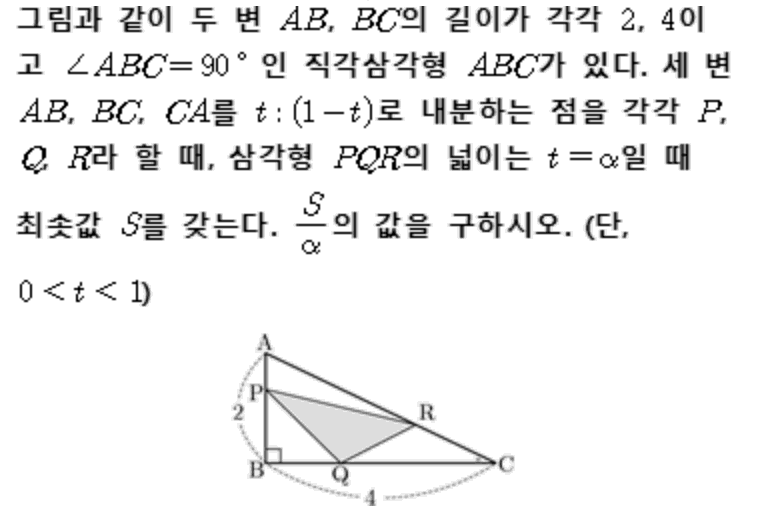 그림과 같이 두 변 AB, BC의 길이가 각각 2, 4이
고 ∠ABC=90°인 직각삼각형 ABC가 있다. 세 변
AB, BC, CA를 t:(1-t)로 내분하는 점을 각각 P,
Q, R라 할 때, 삼각형 PQR의 넓이는 t=α일 때
최솟값 S를 갖는다. S/α의 값을 구하시오. (단,
0<t<1)
A
P
R
2
B
Q
C
4